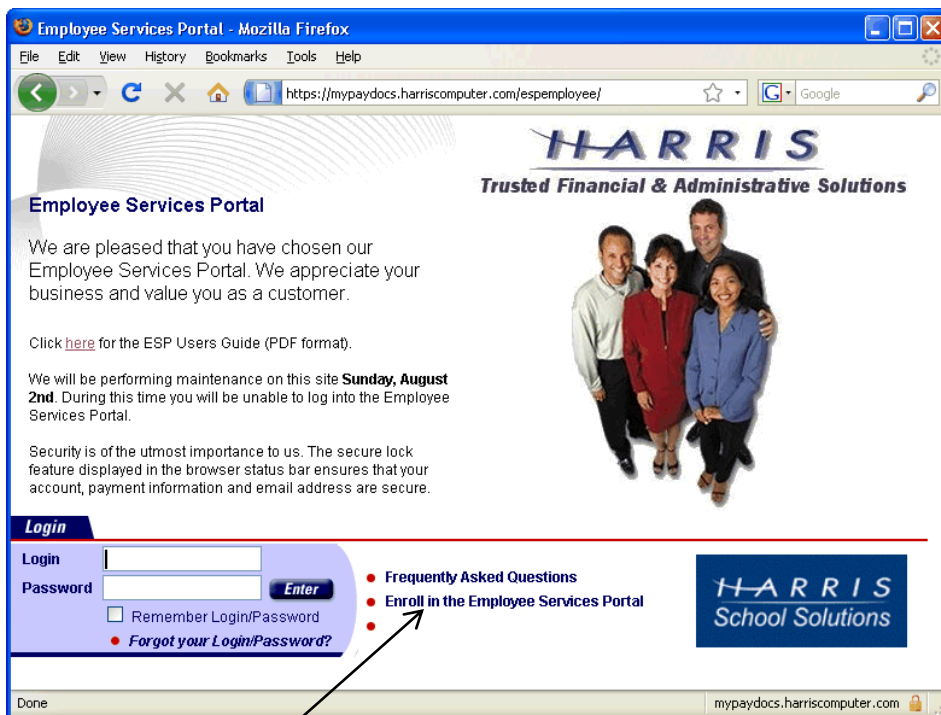 Employee Services Portal - Mozilla Firefox
File Edit View History Bookmarks Tools Help
https://mypaydocs.harriscomputer.com/espemployee/
G Google
HARRIS
Trusted Financial & Administrative Solutions
Employee Services Portal
We are pleased that you have chosen our
Employee Services Portal. We appreciate your
business and value you as a customer.
Click here for the ESP Users Guide (PDF format).
We will be performing maintenance on this site Sunday, August
2nd. During this time you will be unable to log into the Employee
Services Portal.
Security is of the utmost importance to us. The secure lock
feature displayed in the browser status bar ensures that your
account, payment information and email address are secure.
Login
Login
Password
Enter
Remember Login/Password
Forgot your Login/Password?
Frequently Asked Questions
Enroll in the Employee Services Portal
HARRIS
School Solutions
Done
mypaydocs.harriscomputer.com